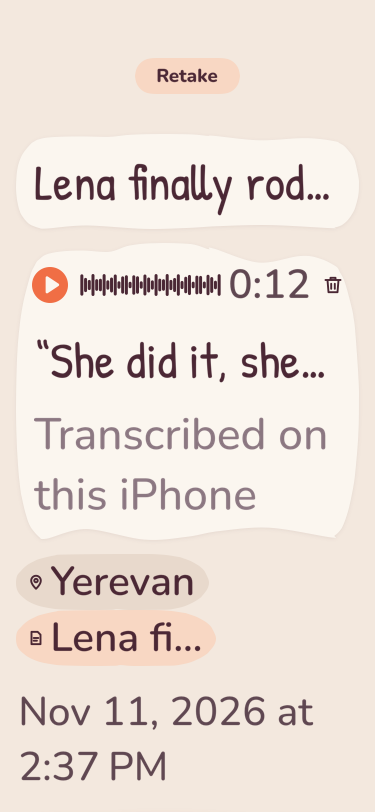 Retake
Lena finally rod...
0:12
“She did it, she...
Transcribed on
this iPhone
Yerevan
Lena fi...
Nov 11, 2026 at
2:37 PM